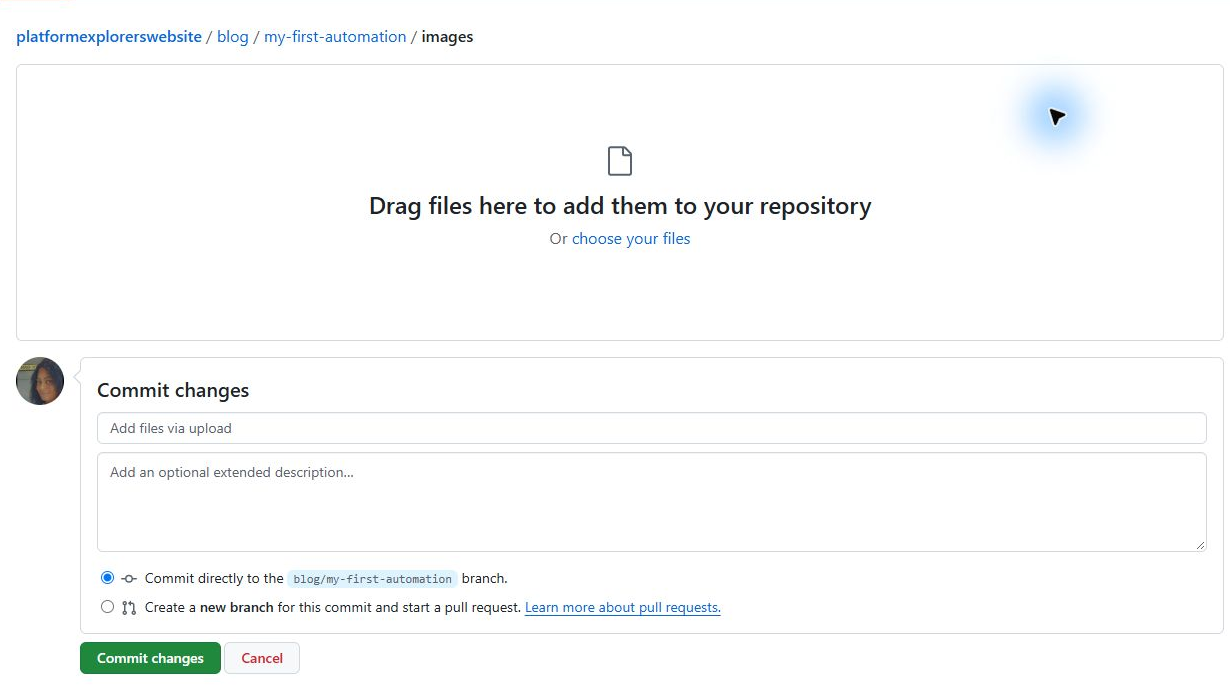 platformexplorerswebsite / blog / my-first-automation / images
Drag files here to add them to your repository
Or choose your files
Commit changes
Add files via upload
Add an optional extended description...
Commit directly to the blog/my-first-automation branch.
Create a new branch for this commit and start a pull request. Learn more about pull requests.
Commit changes
Cancel